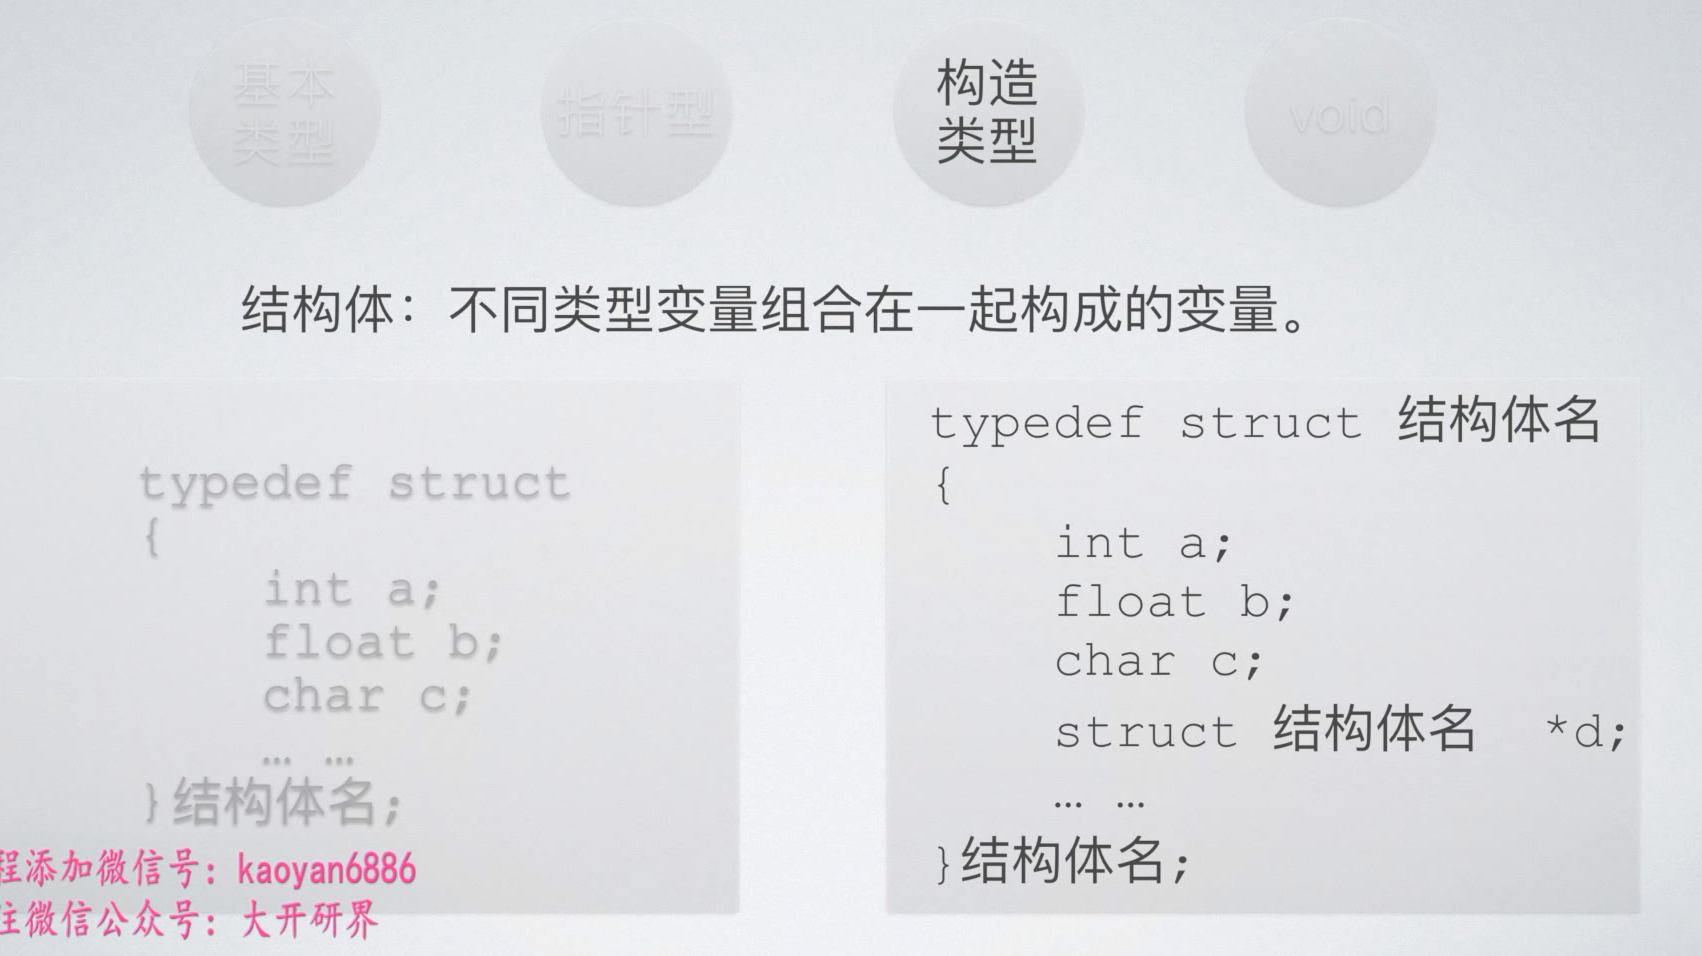 基本
类型
指针型
构造
类型
void
结构体：不同类型变量组合在一起构成的变量。
typedef struct
{
int a;
float b;
char c;
… …
}结构体名;
typedef struct 结构体名
{
int a;
float b;
char c;
struct 结构体名 *d;
… …
}结构体名;
程添加微信号：kaoyan6886
注微信公众号：大开研界